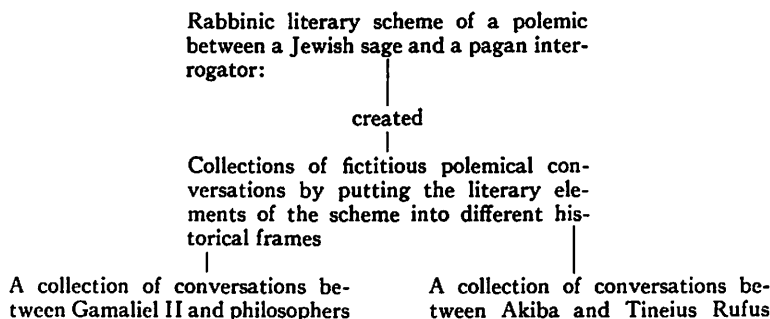 Rabbinic literary scheme of a polemic
between a Jewish sage and a pagan inter-
rogator:
created
Collections of fictitious polemical con-
versations by putting the literary ele-
ments of the scheme into different his-
torical frames
A collection of conversations be-
tween Gamaliel II and philosophers
A collection of conversations be-
tween Akiba and Tineius Rufus